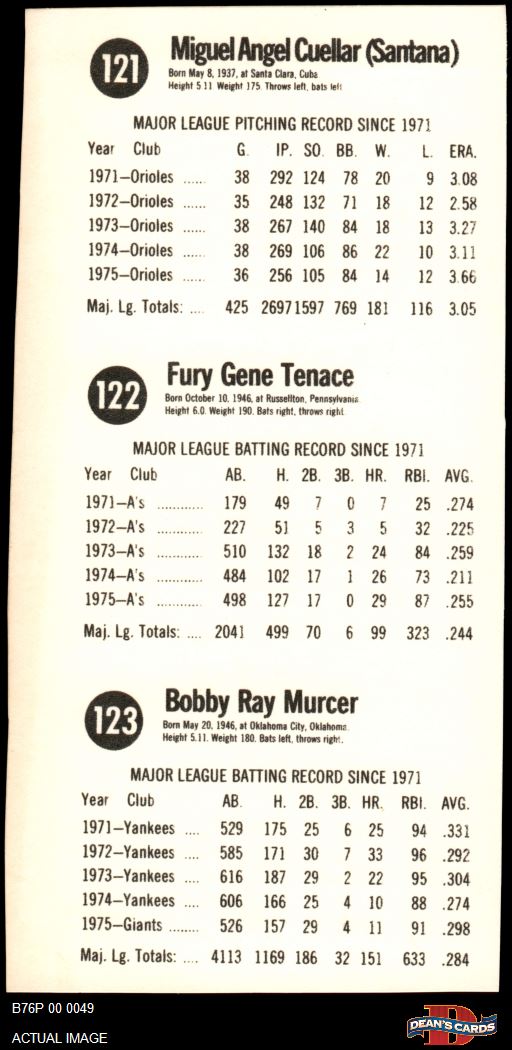 121
Miguel Angel Cuellar (Santana)
Born May 8, 1937, at Santa Clara, Cuba
Height 5.11 Weight 175. Throws left, bats left
MAJOR LEAGUE PITCHING RECORD SINCE 1971
Year Club G. IP. SO. BB. W. L. ERA.
1971—Orioles ...... 38 292 124 78 20 9 3.08
1972—Orioles ...... 35 248 132 71 18 12 2.58
1973—Orioles ...... 38 267 140 84 18 13 3.27
1974—Orioles ...... 38 269 106 86 22 10 3.11
1975—Orioles ...... 36 256 105 84 14 12 3.66
Maj. Lg. Totals: .... 425 2697 1597 769 181 116 3.05
122
Fury Gene Tenace
Born October 10, 1946, at Russellton, Pennsylvania
Height 6.0. Weight 190. Bats right, throws right.
MAJOR LEAGUE BATTING RECORD SINCE 1971
Year Club AB. H. 2B. 3B. HR. RBI. AVG.
1971—A's ............ 179 49 7 0 7 25 .274
1972—A's ............ 227 51 5 3 5 32 .225
1973—A's ............ 510 132 18 2 24 84 .259
1974—A's ............ 484 102 17 1 26 73 .211
1975—A's ............ 498 127 17 0 29 87 .255
Maj. Lg. Totals: .... 2041 499 70 6 99 323 .244
123
Bobby Ray Murcer
Born May 20, 1946, at Oklahoma City, Oklahoma
Height 5.11. Weight 180. Bats left, throws right.
MAJOR LEAGUE BATTING RECORD SINCE 1971
Year Club AB. H. 2B. 3B. HR. RBI. AVG.
1971—Yankees .... 529 175 25 6 25 94 .331
1972—Yankees .... 585 171 30 7 33 96 .292
1973—Yankees .... 616 187 29 2 22 95 .304
1974—Yankees .... 606 166 25 4 10 88 .274
1975—Giants ........ 526 157 29 4 11 91 .298
Maj. Lg. Totals: .... 4113 1169 186 32 151 633 .284
B76P 00 0049
ACTUAL IMAGE
D
DEAN'S CARDS